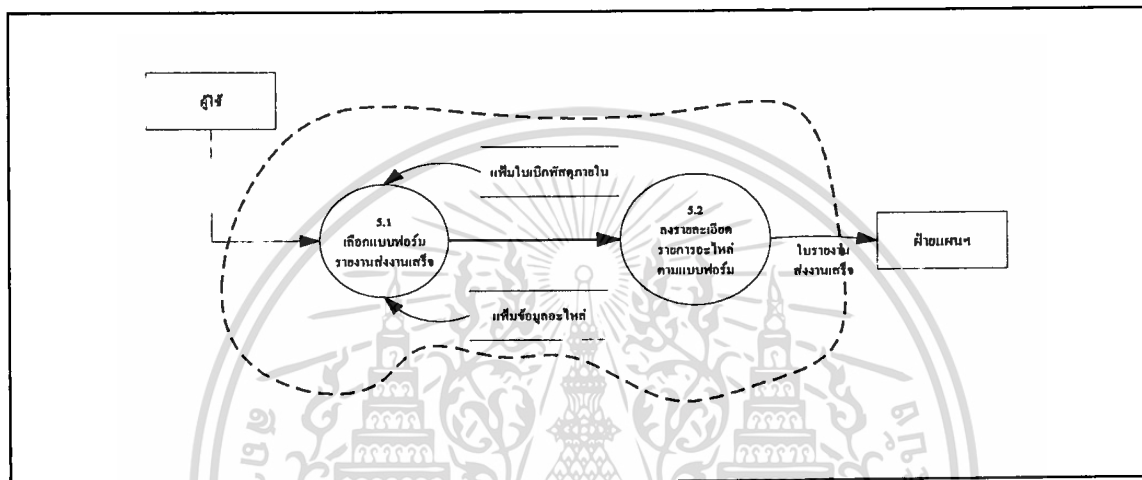 ผู้ใช้
แฟ้มใบเบิกพัสดุภายใน
5.1
เลือกแบบฟอร์ม
รายงานส่งงานเสร็จ
5.2
ลงรายละเอียด
รายการอะไหล่
ตามแบบฟอร์ม
ใบรายงาน
ส่งงานเสร็จ
ฝ่ายแผนฯ
แฟ้มข้อมูลอะไหล่